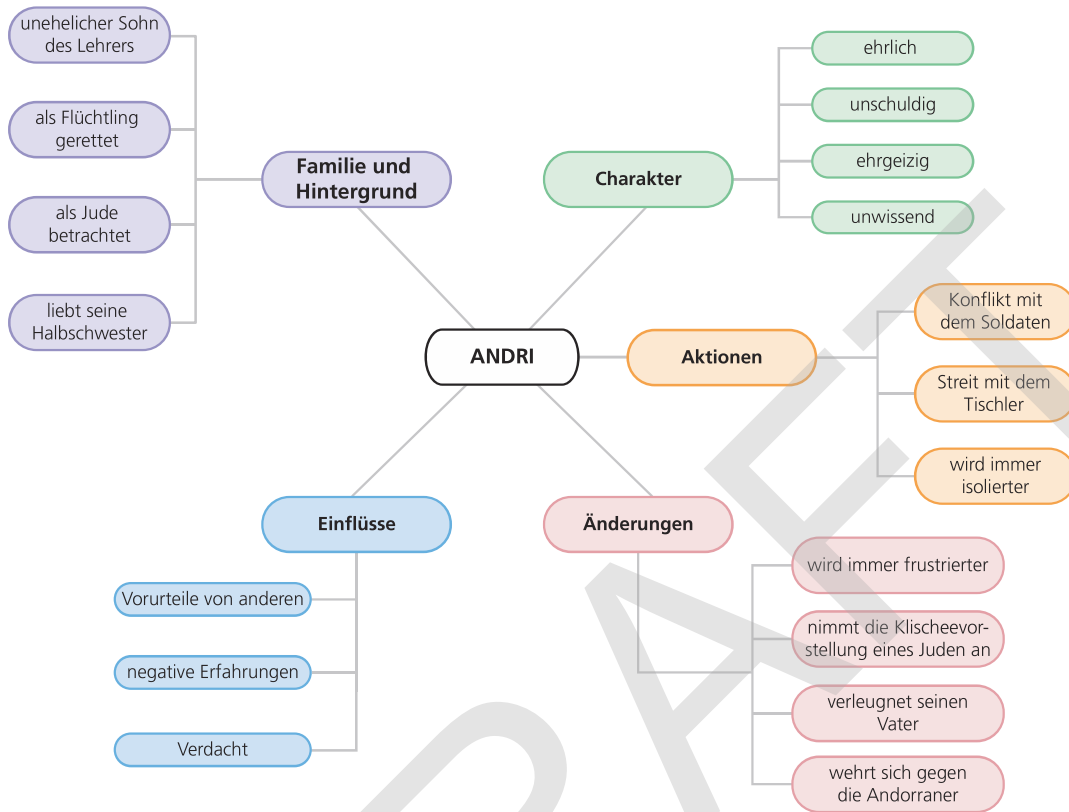 unehelicher Sohn
des Lehrers
als Flüchtling
gerettet
als Jude
betrachtet
liebt seine
Halbschwester
Familie und
Hintergrund
Charakter
ehrlich
unschuldig
ehrgeizig
unwissend
ANDRI
Aktionen
Konflikt mit
dem Soldaten
Streit mit dem
Tischler
wird immer
isolierter
Einflüsse
Vorurteile von anderen
negative Erfahrungen
Verdacht
Änderungen
wird immer frustrierter
nimmt die Klischeevor-
stellung eines Juden an
verleugnet seinen
Vater
wehrt sich gegen
die Andorraner